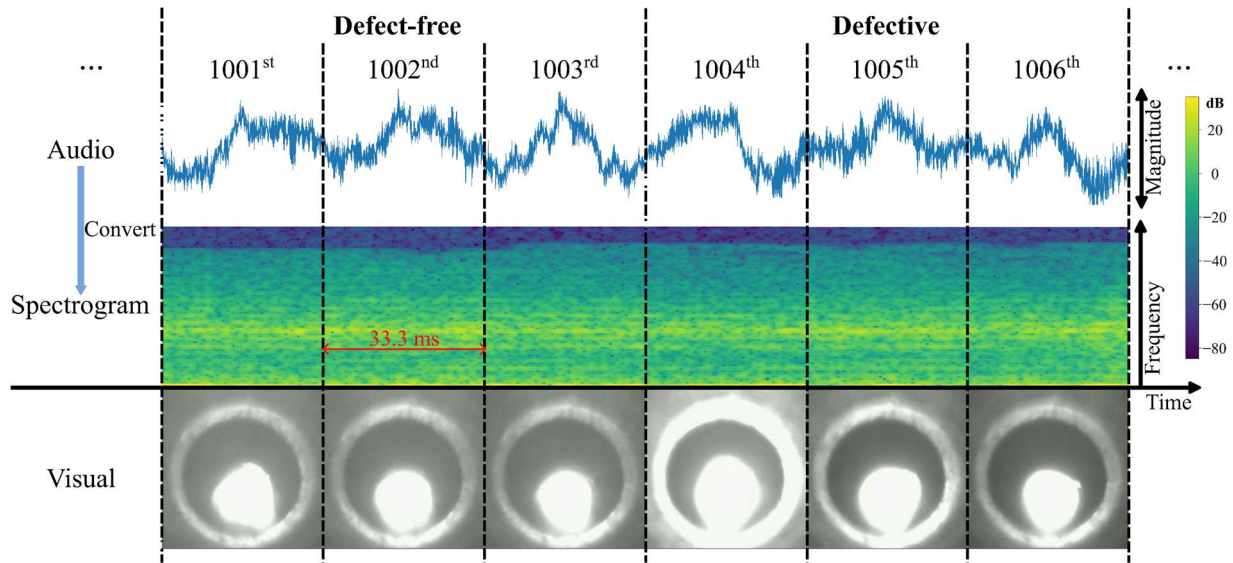 Defect-free Defective
... 1001st 1002nd 1003rd 1004th 1005th 1006th ...
Audio
Magnitude
dB
20
0
−20
−40
−60
−80
Convert
Spectrogram
33.3 ms
Frequency
Time
Visual